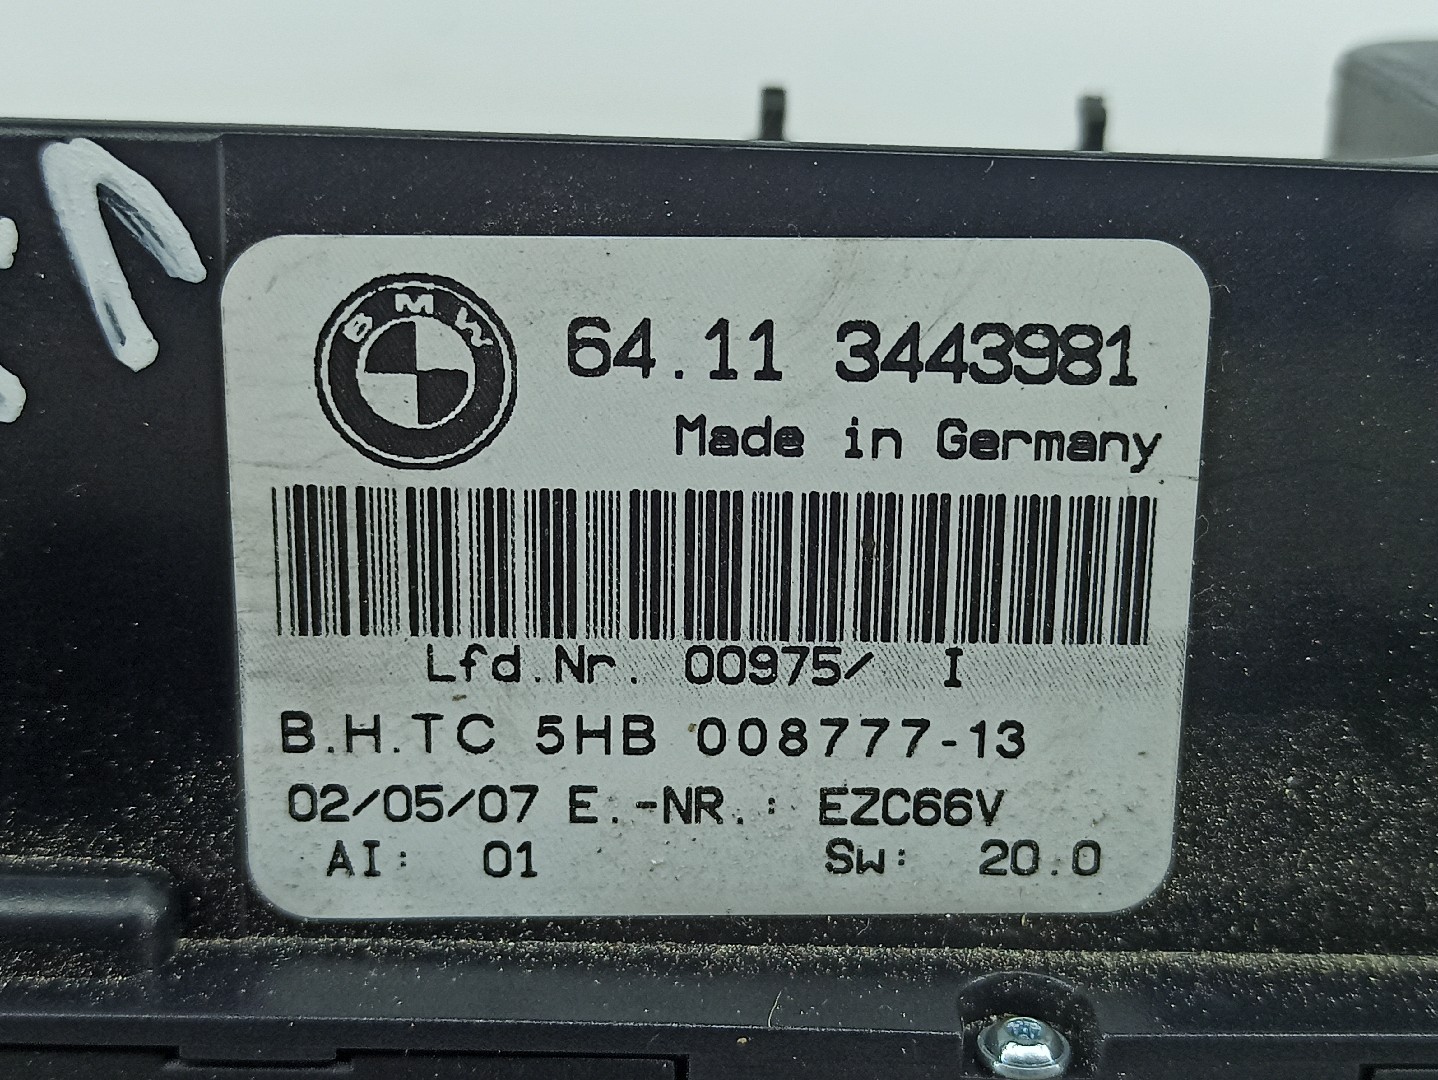 BMW
64.11 3443981
Made in Germany
Lfd.Nr. 00975/ I
B.H.TC 5HB 008777-13
02/05/07 E.-NR.: EZC66V
AI: 01 Sw: 20.0